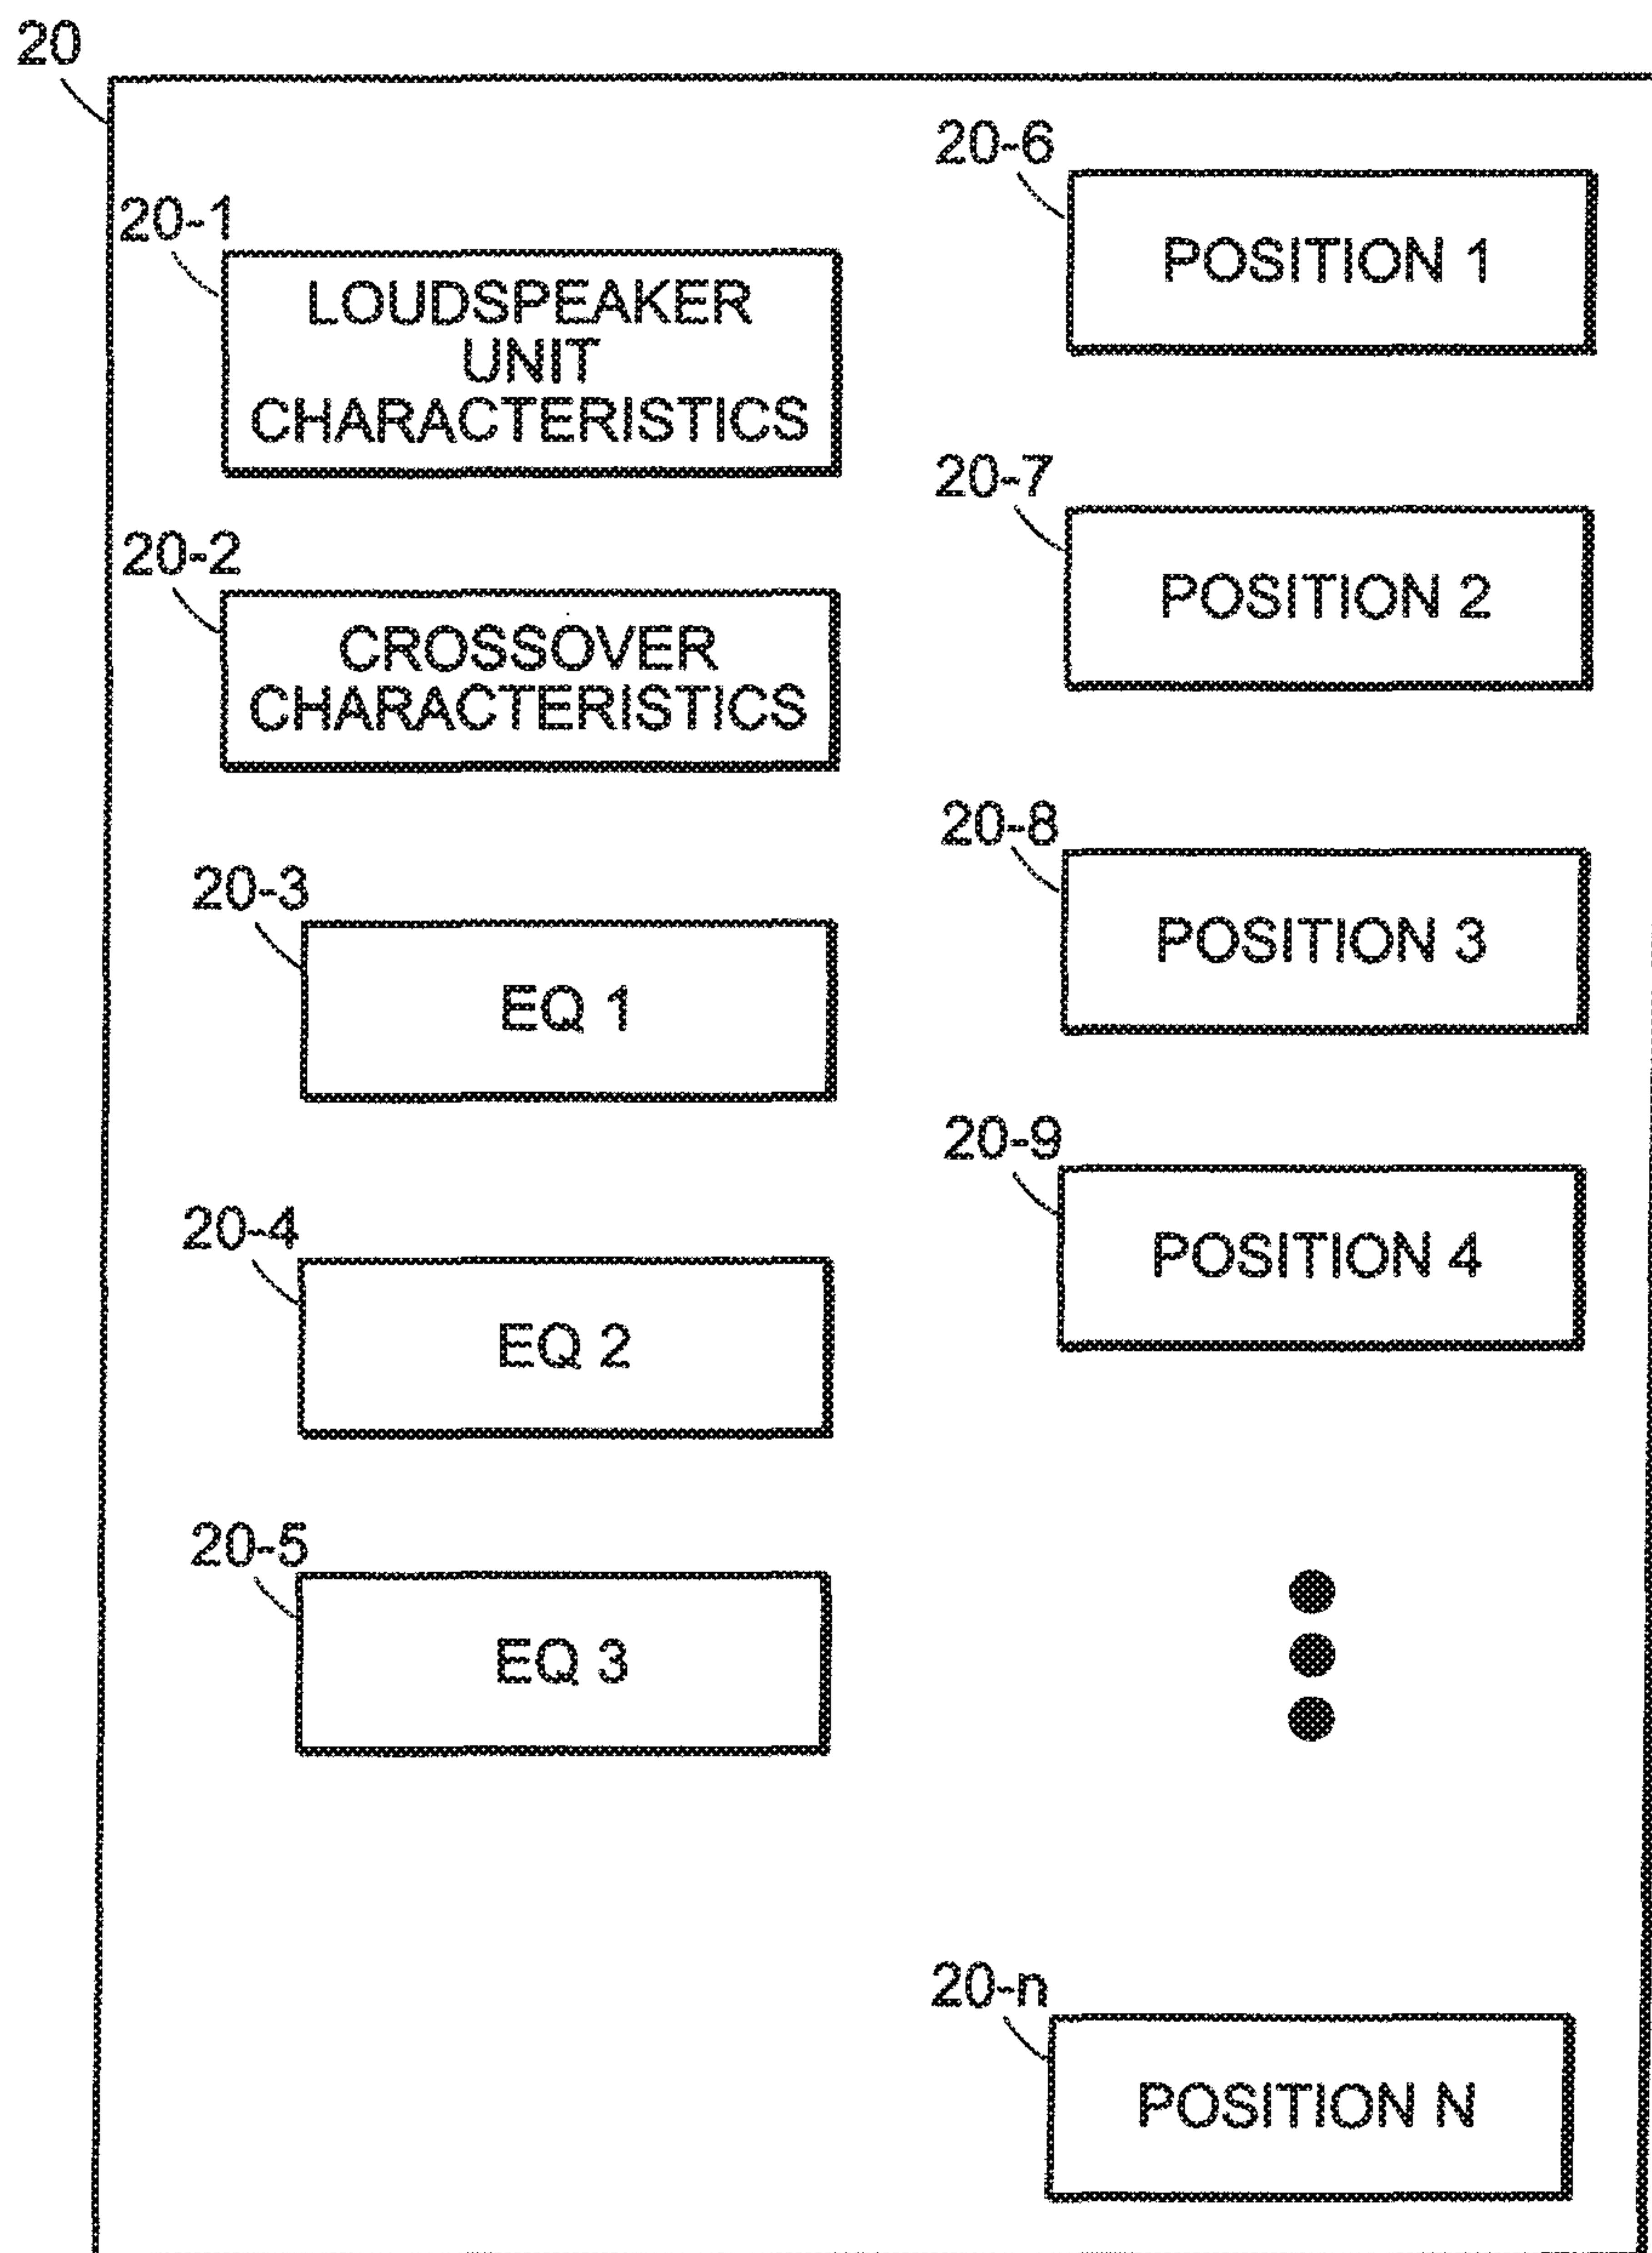 20
20-1
LOUDSPEAKER
UNIT
CHARACTERISTICS
20-2
CROSSOVER
CHARACTERISTICS
20-3
EQ 1
20-4
EQ 2
20-5
EQ 3
20-6
POSITION 1
20-7
POSITION 2
20-8
POSITION 3
20-9
POSITION 4
20-n
POSITION N